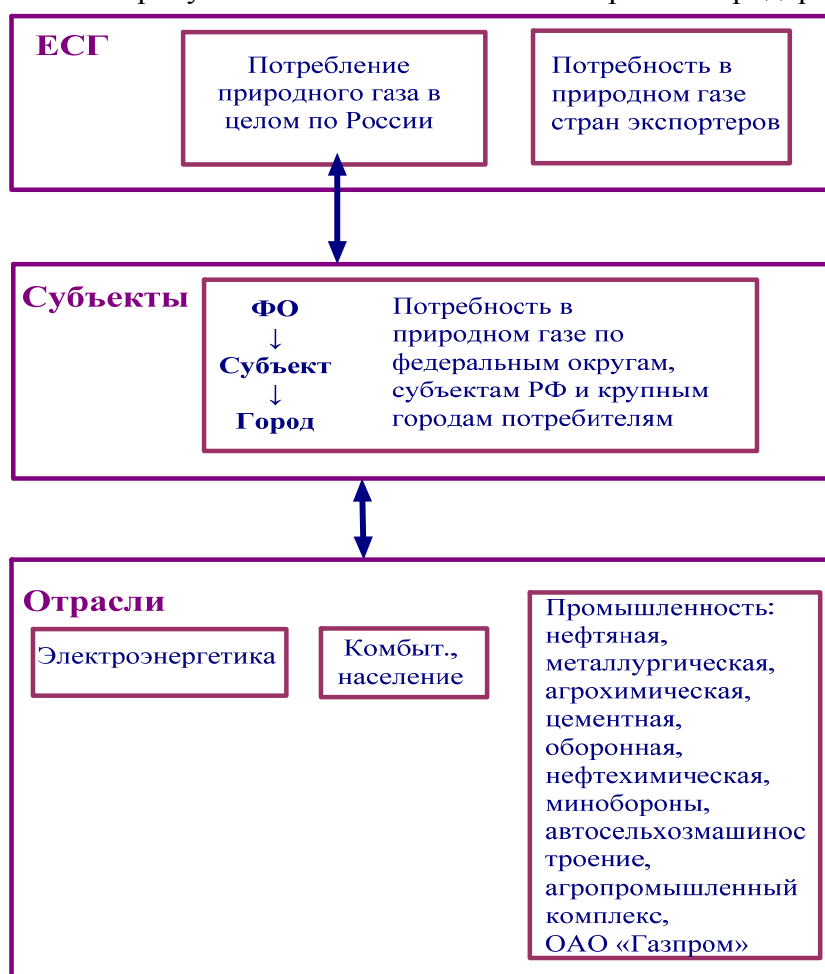 ЕСГ
Потребление
природного газа в
целом по России
Потребность в
природном газе
стран экспортеров
Субъекты
ФО
↓
Субъект
↓
Город
Потребность в
природном газе по
федеральным округам,
субъектам РФ и крупным
городам потребителям
Отрасли
Электроэнергетика
Комбыт.,
население
Промышленность:
нефтяная,
металлургическая,
агрохимическая,
цементная,
оборонная,
нефтехимическая,
минобороны,
автосельхозмашинос
троение,
агропромышленный
комплекс,
ОАО «Газпром»